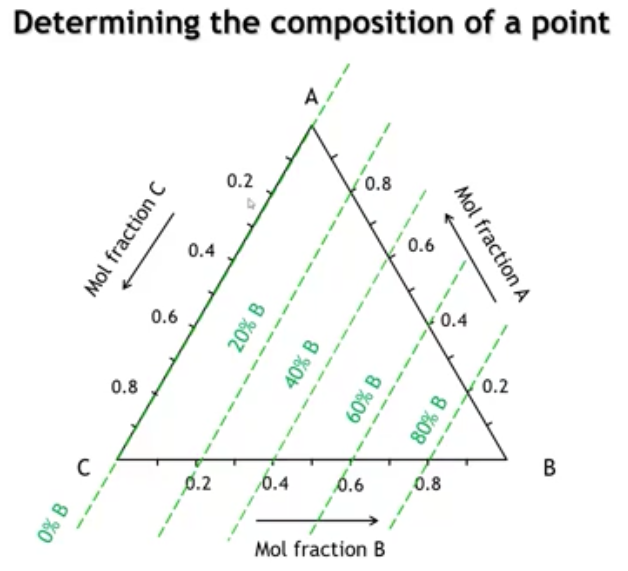 Determining the composition of a point
A
0.2
0.8
Mol fraction C
Mol fraction A
0.4
0.6
0.6
0.4
20% B
40% B
60% B
80% B
0.8
0.2
C
B
0.2
0.4
0.6
0.8
0% B
Mol fraction B